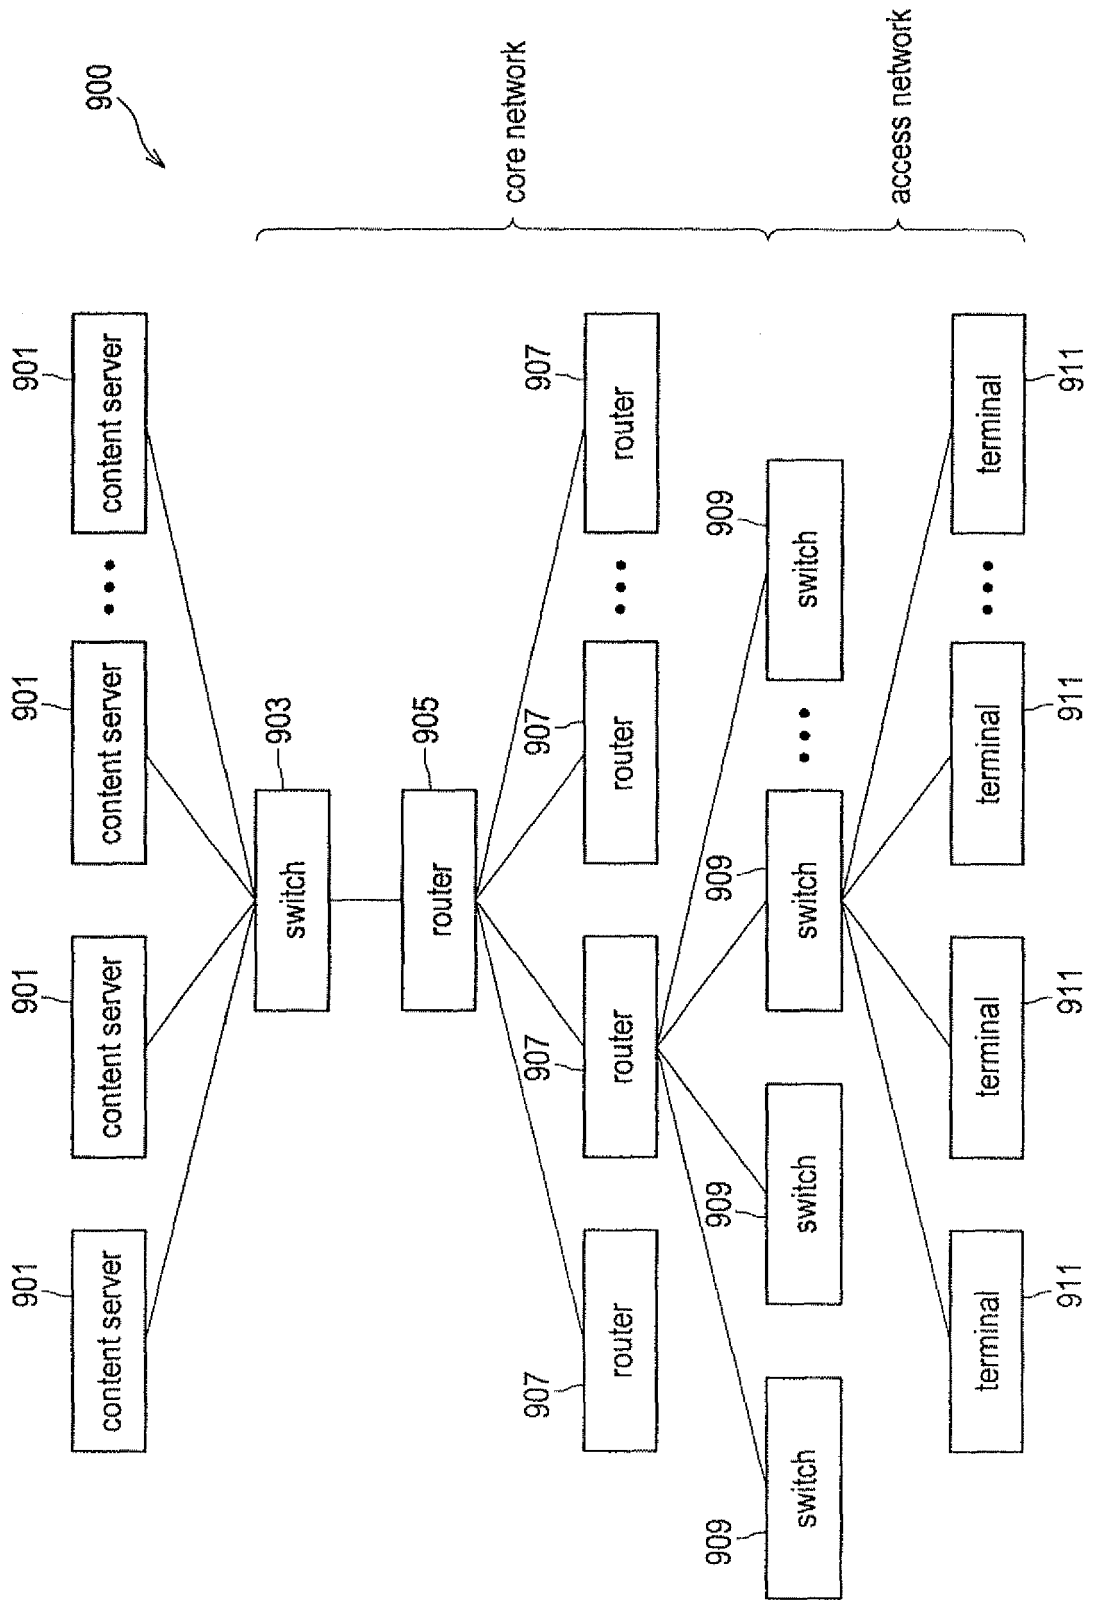 900
901
901
901
901
content server
content server
content server
content server
903
switch
905
router
core network
907
907
907
907
router
router
router
router
909
909
909
909
switch
switch
switch
switch
access network
terminal
terminal
terminal
terminal
911
911
911
911